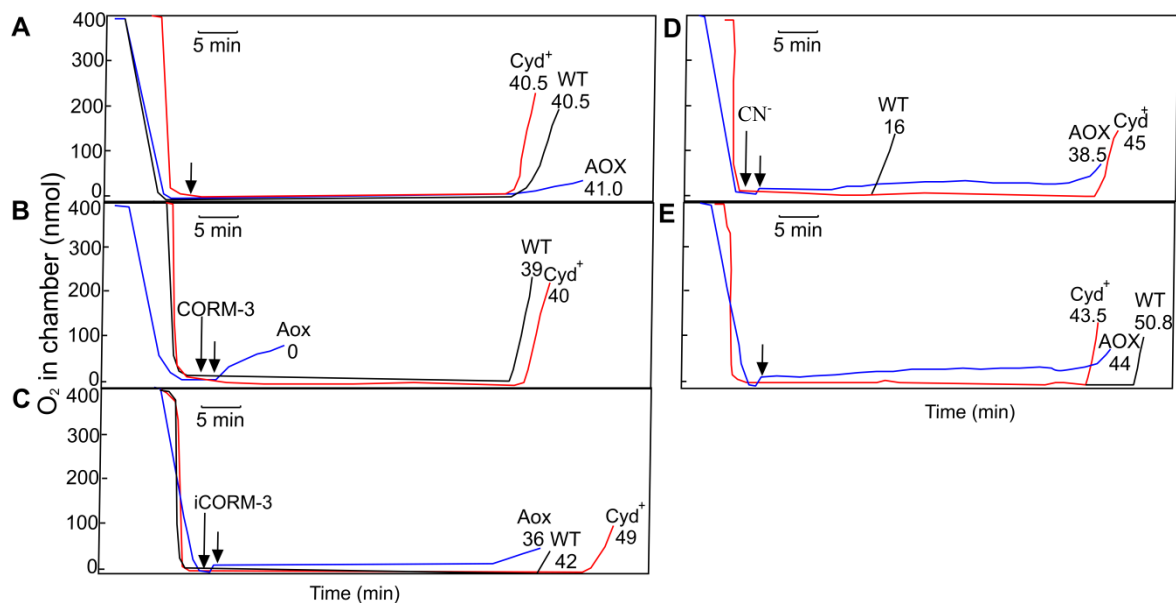 A
400
300
200
100
0
5 min
Cyd+
40.5
WT
40.5
AOX
41.0
B
400
300
200
100
0
5 min
CORM-3
Aox
0
WT
39
Cyd+
40
C
400
300
200
100
0
5 min
iCORM-3
Aox
36
WT
42
Cyd+
49
O2 in chamber (nmol)
Time (min)
D
5 min
CN-
WT
16
AOX
38.5
Cyd+
45
E
5 min
Cyd+
43.5
WT
50.8
AOX
44
Time (min)